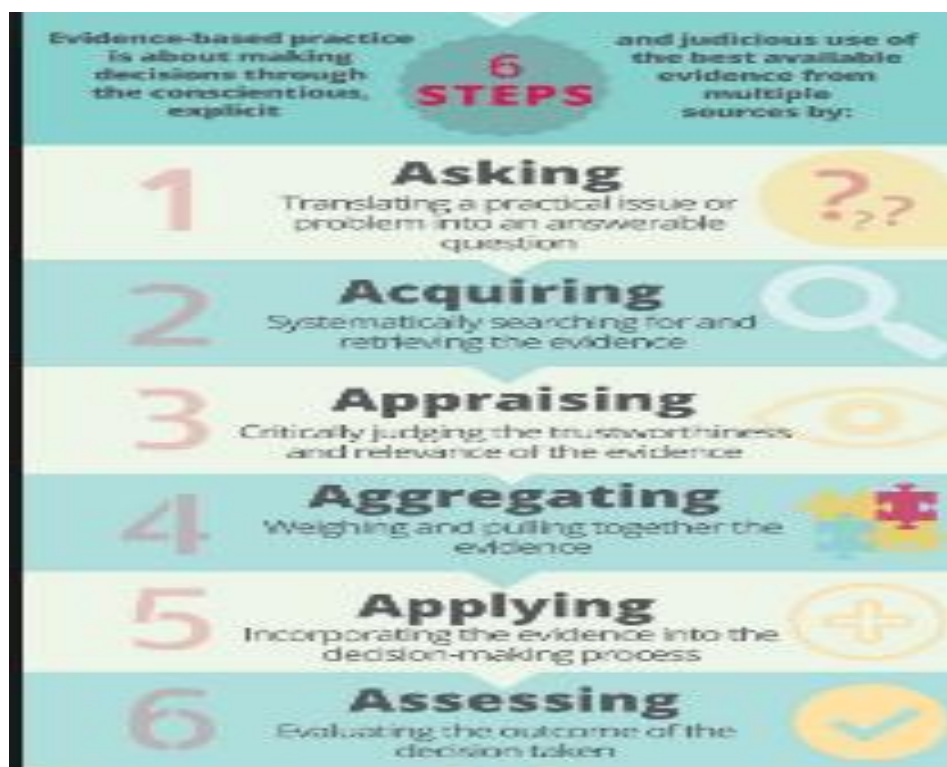 Evidence-based practice
is about making
decisions through
the conscientious,
explicit
6
STEPS
and judicious use of
the best available
evidence from
multiple
sources by:
1
Asking
Translating a practical issue or
problem into an answerable
question
???
2
Acquiring
Systematically searching for and
retrieving the evidence
3
Appraising
Critically judging the trustworthiness
and relevance of the evidence
4
Aggregating
Weighing and pulling together the
evidence
5
Applying
Incorporating the evidence into the
decision-making process
6
Assessing
Evaluating the outcome of the
decision taken